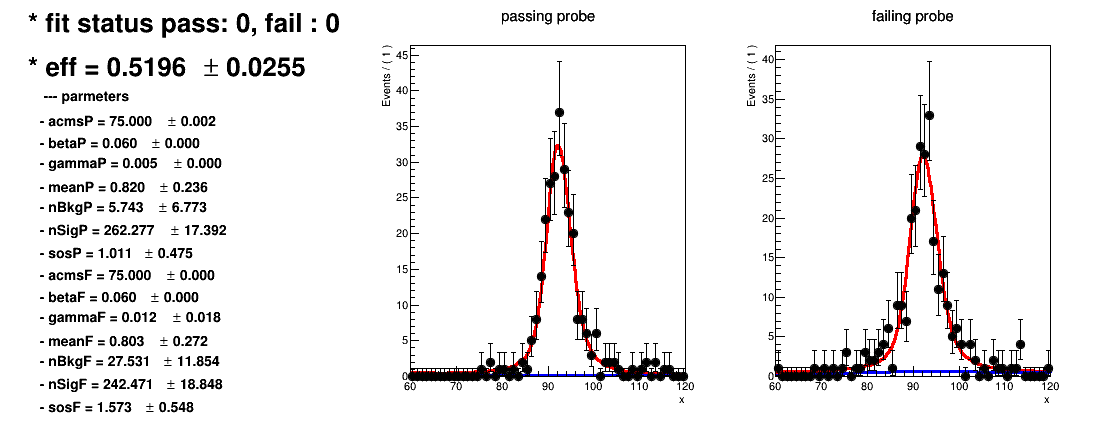 * fit status pass: 0, fail : 0
* eff = 0.5196 ± 0.0255
--- parmeters
- acmsP = 75.000 ± 0.002
- betaP = 0.060 ± 0.000
- gammaP = 0.005 ± 0.000
- meanP = 0.820 ± 0.236
- nBkgP = 5.743 ± 6.773
- nSigP = 262.277 ± 17.392
- sosP = 1.011 ± 0.475
- acmsF = 75.000 ± 0.000
- betaF = 0.060 ± 0.000
- gammaF = 0.012 ± 0.018
- meanF = 0.803 ± 0.272
- nBkgF = 27.531 ± 11.854
- nSigF = 242.471 ± 18.848
- sosF = 1.573 ± 0.548
passing probe
Events / ( 1 )
45
40
35
30
25
20
15
10
5
0
60 70 80 90 100 110 120
x
failing probe
Events / ( 1 )
40
35
30
25
20
15
10
5
0
60 70 80 90 100 110 120
x